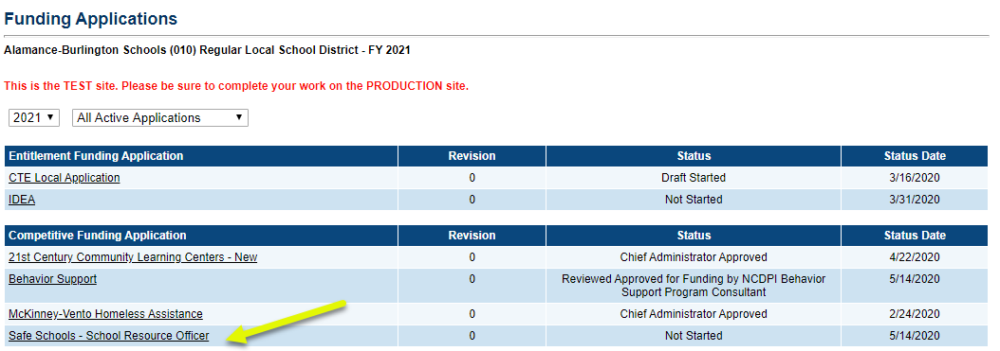 Funding Applications
Alamance-Burlington Schools (010) Regular Local School District - FY 2021
This is the TEST site. Please be sure to complete your work on the PRODUCTION site.
2021 ▼ All Active Applications ▼
Entitlement Funding Application Revision Status Status Date
CTE Local Application 0 Draft Started 3/16/2020
IDEA 0 Not Started 3/31/2020
Competitive Funding Application Revision Status Status Date
21st Century Community Learning Centers - New 0 Chief Administrator Approved 4/22/2020
Behavior Support 0 Reviewed Approved for Funding by NCDPI Behavior 5/14/2020
Support Program Consultant
McKinney-Vento Homeless Assistance 0 Chief Administrator Approved 2/24/2020
Safe Schools - School Resource Officer 0 Not Started 5/14/2020